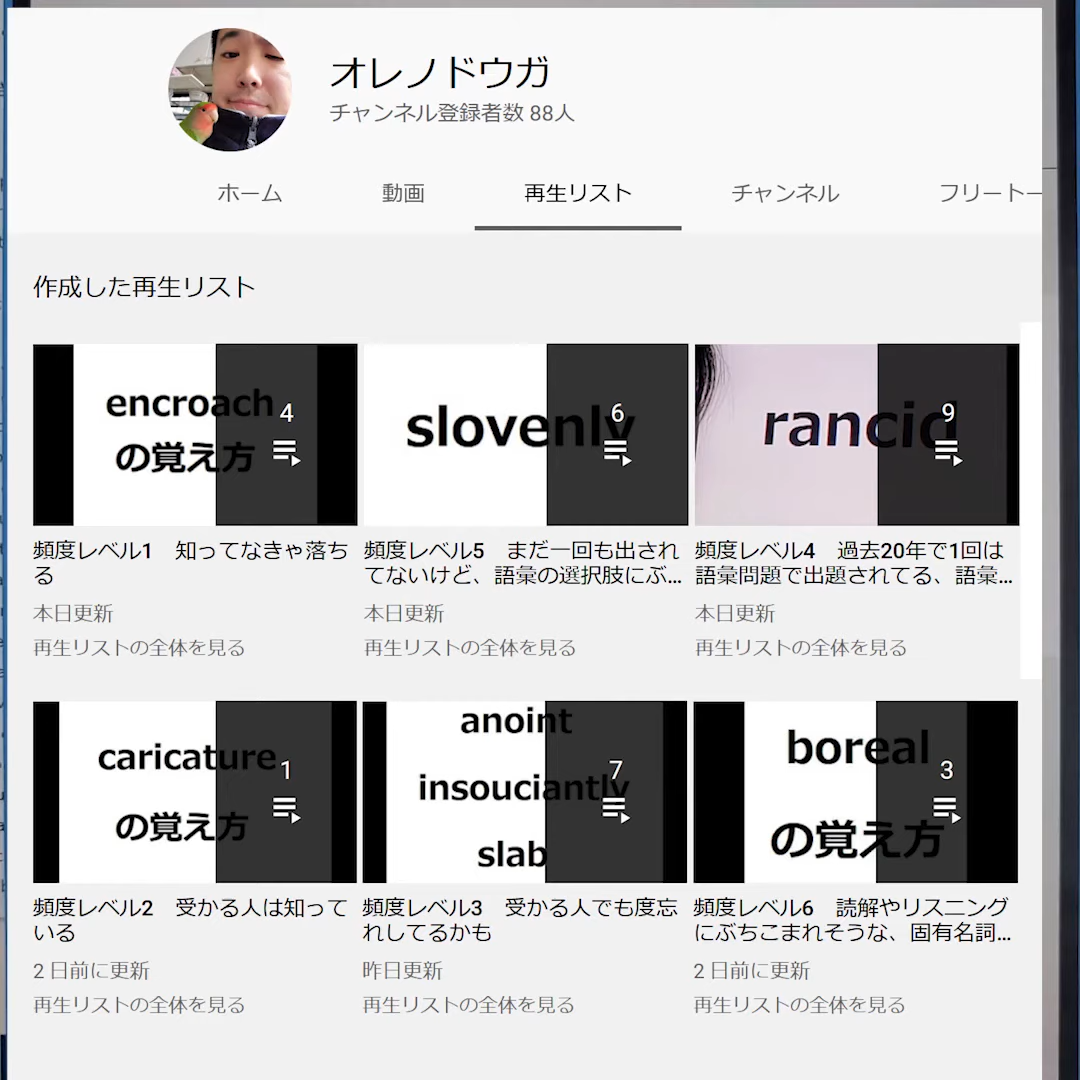 オレノドウガ
チャンネル登録者数 88人
ホーム 動画 再生リスト チャンネル フリートー
作成した再生リスト
encroach
の覚え方
4
slovenly
6
rancid
9
頻度レベル1　知ってなきゃ落ち
る
本日更新
再生リストの全体を見る
頻度レベル5　まだ一回も出され
てないけど、語彙の選択肢にぶ...
本日更新
再生リストの全体を見る
頻度レベル4　過去20年で1回は
語彙問題で出題されてる、語彙...
本日更新
再生リストの全体を見る
caricature
の覚え方
1
anoint
insouciantly
slab
7
boreal
の覚え方
3
頻度レベル2　受かる人は知って
いる
2 日前に更新
再生リストの全体を見る
頻度レベル3　受かる人でも度忘
れしてるかも
昨日更新
再生リストの全体を見る
頻度レベル6　読解やリスニング
にぶちこまれそうな、固有名詞...
2 日前に更新
再生リストの全体を見る